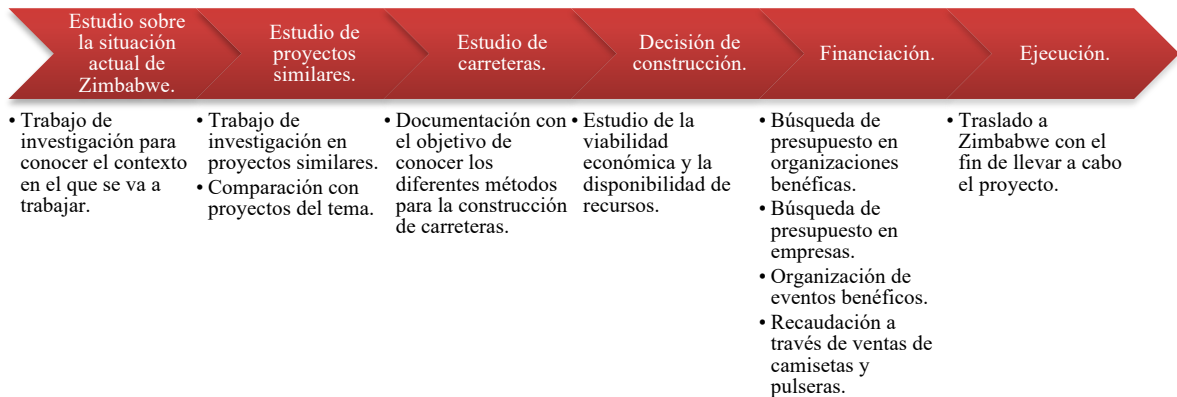 Estudio sobre
la situación
actual de
Zimbabwe.
Estudio de
proyectos
similares.
Estudio de
carreteras.
Decisión de
construcción.
Financiación.
Ejecución.
• Trabajo de
investigación para
conocer el contexto
en el que se va a
trabajar.
• Trabajo de
investigación en
proyectos similares.
• Comparación con
proyectos del tema.
• Documentación con
el objetivo de
conocer los
diferentes métodos
para la construcción
de carreteras.
• Estudio de la
viabilidad
económica y la
disponibilidad de
recursos.
• Búsqueda de
presupuesto en
organizaciones
benéficas.
• Búsqueda de
presupuesto en
empresas.
• Organización de
eventos benéficos.
• Recaudación a
través de ventas de
camisetas y
pulseras.
• Traslado a
Zimbabwe con el
fin de llevar a cabo
el proyecto.